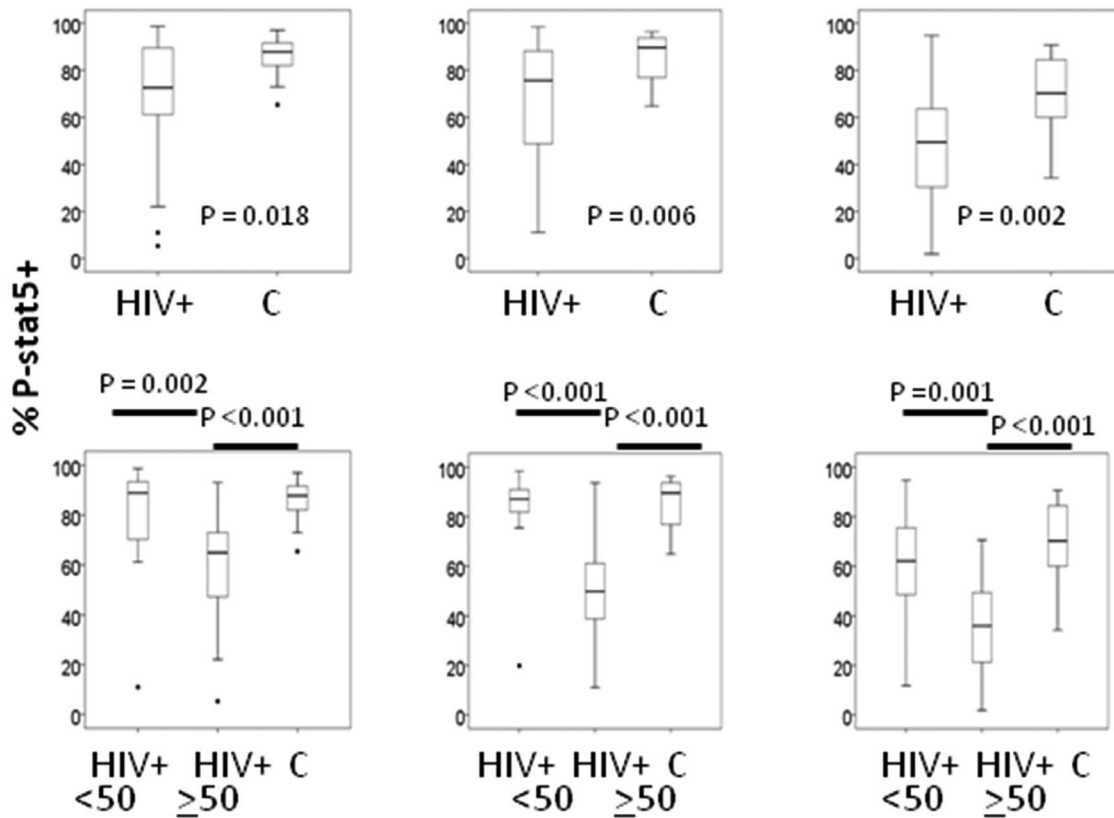 % P-stat5+
100
80
60
40
20
0
P = 0.018
HIV+ C
100
80
60
40
20
0
P = 0.006
HIV+ C
100
80
60
40
20
0
P = 0.002
HIV+ C
P = 0.002
P <0.001
100
80
60
40
20
0
HIV+ HIV+ C
<50 ≥50
P <0.001
P <0.001
100
80
60
40
20
0
HIV+ HIV+ C
<50 ≥50
P =0.001
P <0.001
100
80
60
40
20
0
HIV+ HIV+ C
<50 ≥50